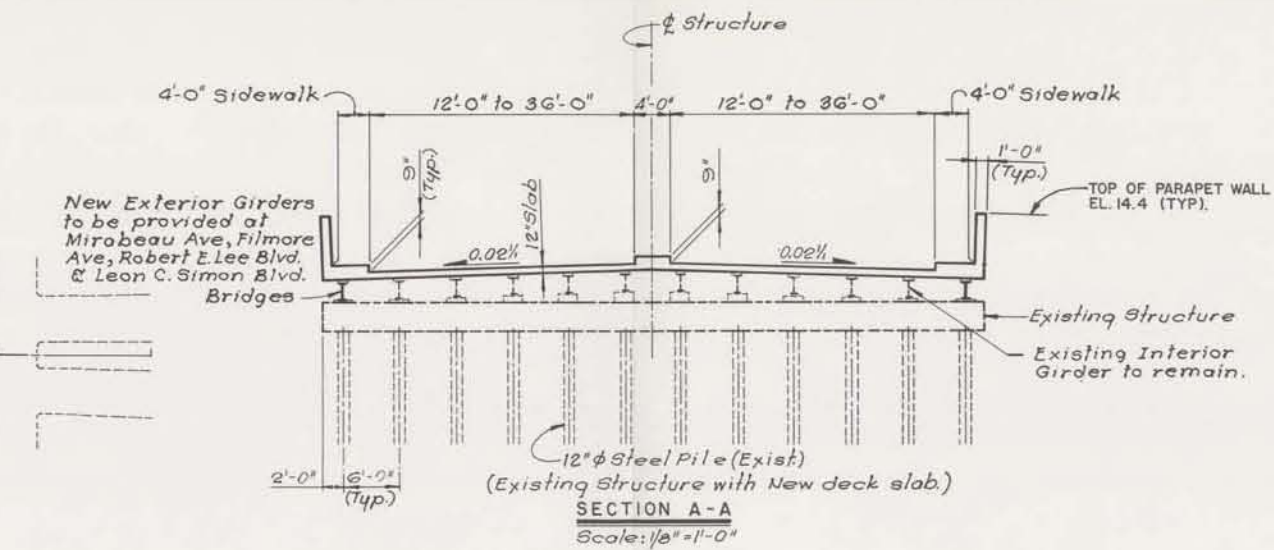 ℄ Structure
4'-0" Sidewalk
12'-0" to 36'-0"
4'-0"
12'-0" to 36'-0"
4'-0" Sidewalk
9"
(Typ.)
9"
1'-0"
(Typ.)
TOP OF PARAPET WALL
EL. 14.4 (TYP).
New Exterior Girders
to be provided at
Mirabeau Ave, Filmore
Ave, Robert E. Lee Blvd.
& Leon C. Simon Blvd.
Bridges
12" Slab
0.02%
0.02%
Existing Structure
Existing Interior
Girder to remain.
12" ϕ Steel Pile (Exist.)
2'-0"
6'-0"
(Typ.)
(Existing Structure with New deck slab.)
SECTION A-A
Scale: 1/8" = 1'-0"